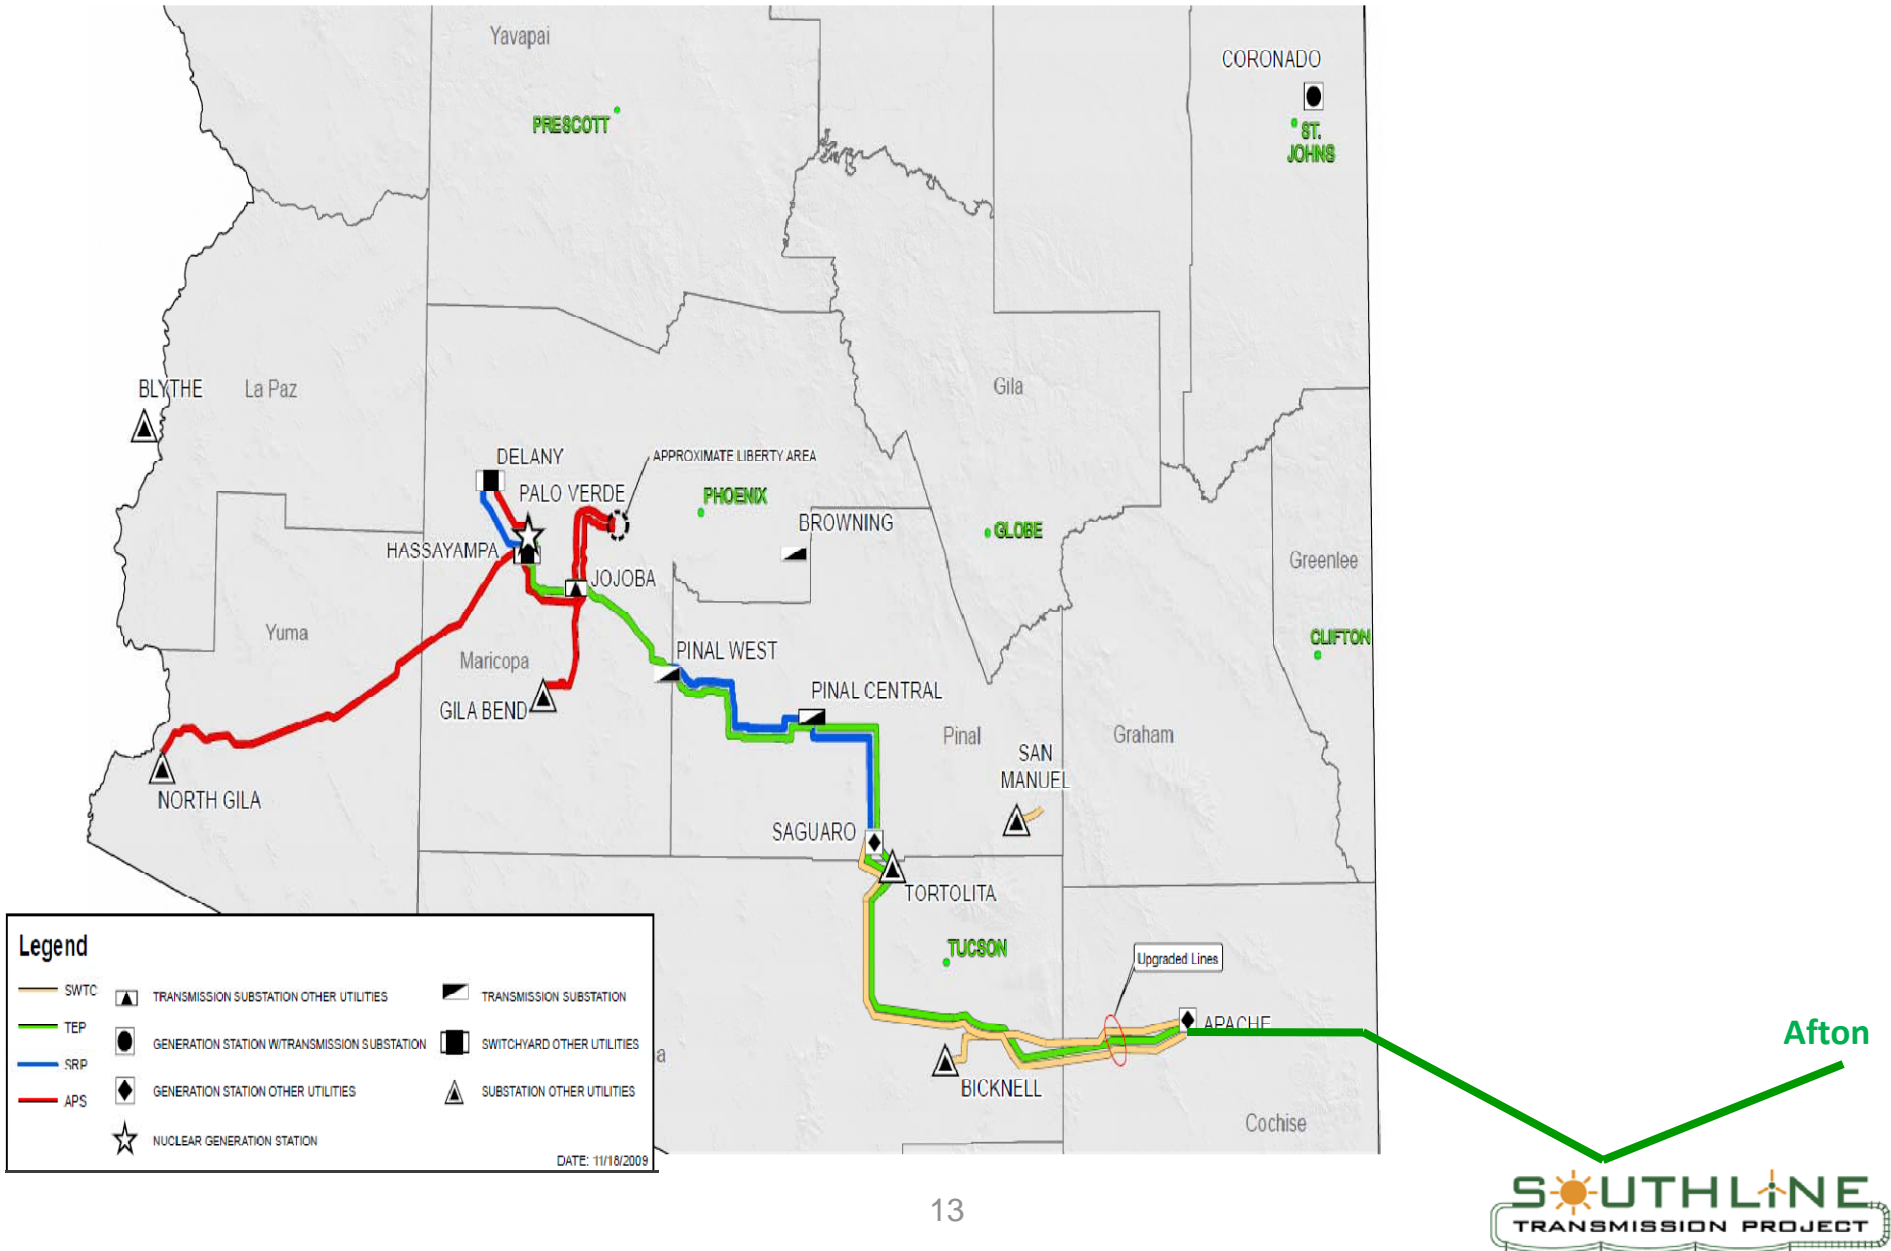 Yavapai
CORONADO
PRESCOTT
ST.
JOHNS
BLYTHE
La Paz
Gila
DELANY
APPROXIMATE LIBERTY AREA
PALO VERDE
PHOENIX
BROWNING
GLOBE
HASSAYAMPA
Greenlee
JOJOBA
Yuma
CLIFTON
Maricopa
PINAL WEST
PINAL CENTRAL
GILA BEND
Pinal
Graham
SAN
MANUEL
NORTH GILA
SAGUARO
TORTOLITA
TUCSON
Upgraded Lines
APACHE
Afton
a
BICKNELL
Cochise
Legend
SWTC
TRANSMISSION SUBSTATION OTHER UTILITIES
TRANSMISSION SUBSTATION
TEP
GENERATION STATION W/TRANSMISSION SUBSTATION
SWITCHYARD OTHER UTILITIES
SRP
GENERATION STATION OTHER UTILITIES
SUBSTATION OTHER UTILITIES
APS
NUCLEAR GENERATION STATION
DATE: 11/18/2009
13
SOUTHLINE
TRANSMISSION PROJECT